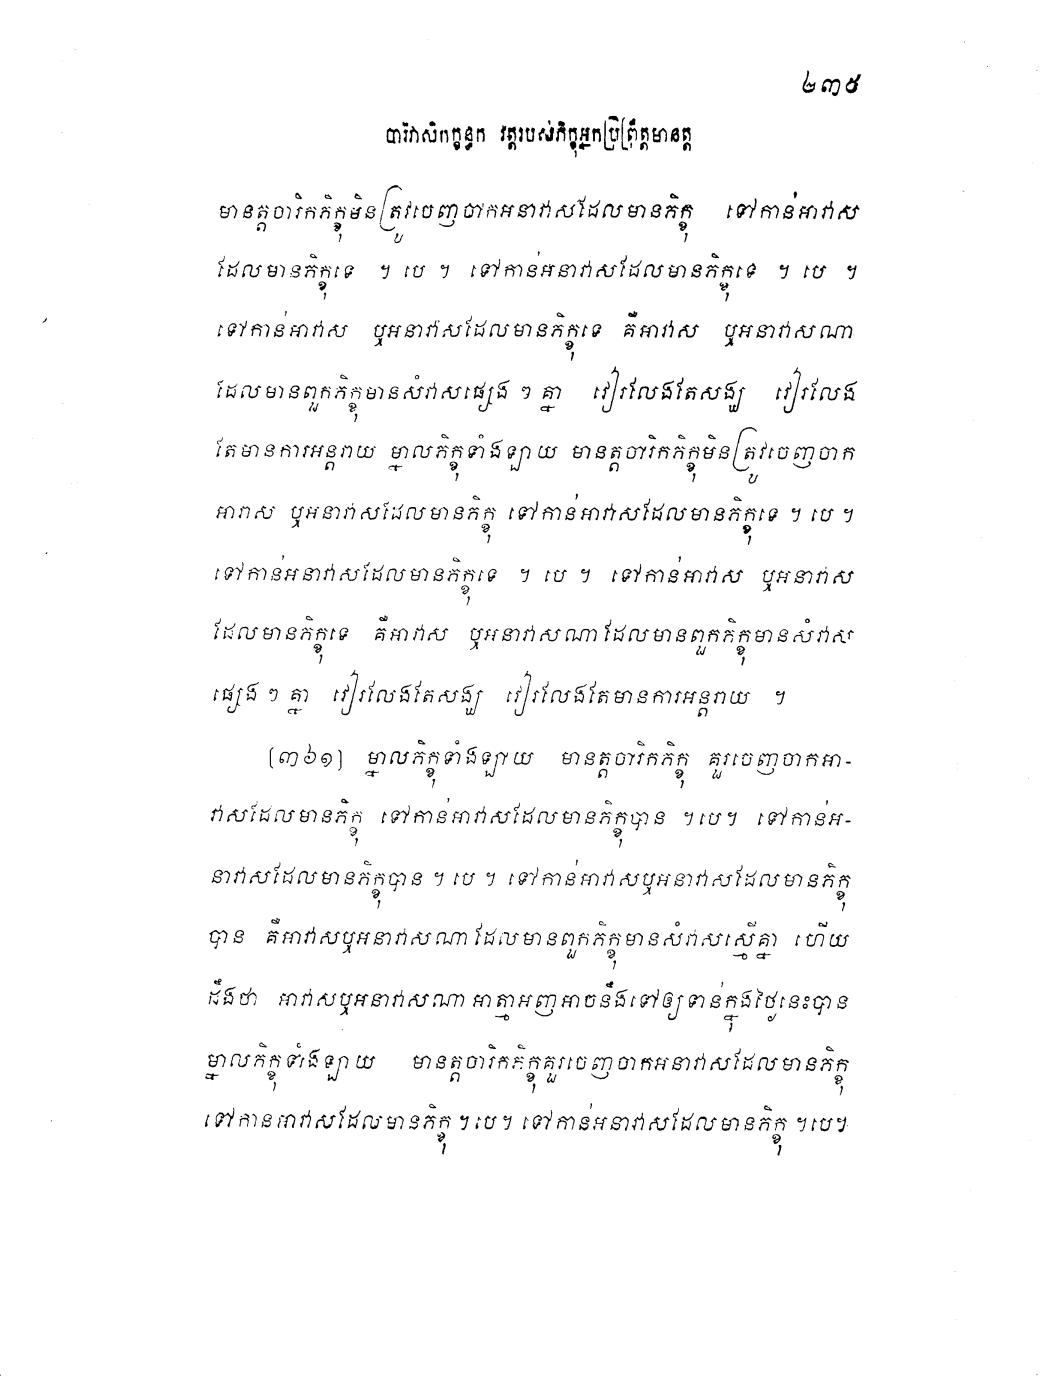 ២៣៥
បារិវាសិកក្ខន្ធក វត្តរបស់ភិក្ខុអ្នកប្រព្រឹត្តមានត្ត
មានត្តចារិកភិក្ខុមិនត្រូវចេញចាកអនាវាសដែលមានភិក្ខុ ទៅកាន់អាវាស
ដែលមានភិក្ខុទេ ។ បេ ។ ទៅកាន់អនាវាសដែលមានភិក្ខុទេ ។ បេ ។
ទៅកាន់អាវាស ឬអនាវាសដែលមានភិក្ខុទេ គឺអាវាស ឬអនាវាសណា
ដែលមានពួកភិក្ខុមានសំវាសផ្សេង ៗ គ្នា វៀរលែងតែសង្ឃ វៀរលែង
តែមានការអន្តរាយ ម្នាលភិក្ខុទាំងឡាយ មានត្តចារិកភិក្ខុមិនត្រូវចេញចាក
អាវាស ឬអនាវាសដែលមានភិក្ខុ ទៅកាន់អាវាសដែលមានភិក្ខុទេ ។ បេ ។
ទៅកាន់អនាវាសដែលមានភិក្ខុទេ ។ បេ ។ ទៅកាន់អាវាស ឬអនាវាស
ដែលមានភិក្ខុទេ គឺអាវាស ឬអនាវាសណាដែលមានពួកភិក្ខុមានសំវាស
ផ្សេង ៗ គ្នា វៀរលែងតែសង្ឃ វៀរលែងតែមានការអន្តរាយ ។
(៣៦១) ម្នាលភិក្ខុទាំងឡាយ មានត្តចារិកភិក្ខុ គួរចេញចាកអា-
វាសដែលមានភិក្ខុ ទៅកាន់អាវាសដែលមានភិក្ខុបាន ។ បេ ។ ទៅកាន់អ-
នាវាសដែលមានភិក្ខុបាន ។ បេ ។ ទៅកាន់អាវាសឬអនាវាសដែលមានភិក្ខុ
បាន គឺអាវាសឬអនាវាសណាដែលមានពួកភិក្ខុមានសំវាសស្មើគ្នា ហើយ
ដឹងថា អាវាសឬអនាវាសណា អាត្មាអញអាចនឹងទៅឲ្យទាន់ក្នុងថ្ងៃនេះបាន
ម្នាលភិក្ខុទាំងឡាយ មានត្តចារិកភិក្ខុគួរចេញចាកអនាវាសដែលមានភិក្ខុ
ទៅកានអាវាសដែលមានភិក្ខុ ។ បេ ។ ទៅកាន់អនាវាសដែលមានភិក្ខុ ។ បេ ។